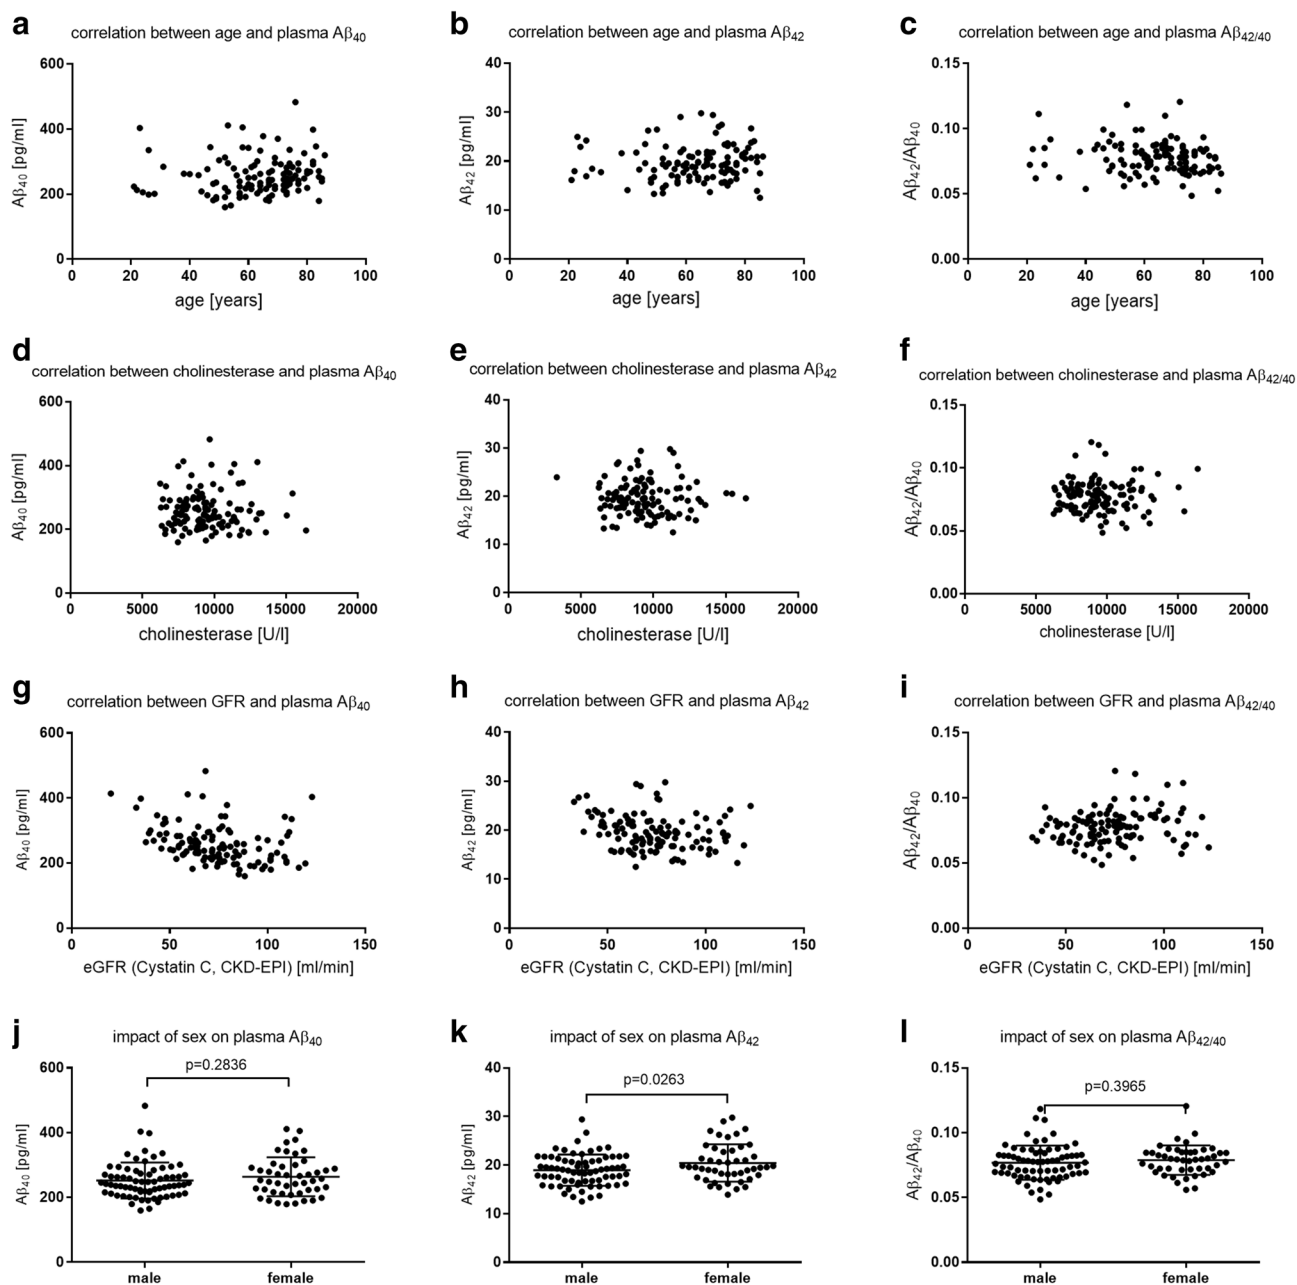 a
correlation between age and plasma Aβ40
600
400
200
0
Aβ40 [pg/ml]
0 20 40 60 80 100
age [years]
b
correlation between age and plasma Aβ42
40
30
20
10
0
Aβ42 [pg/ml]
0 20 40 60 80 100
age [years]
c
correlation between age and plasma Aβ42/40
0.15
0.10
0.05
0.00
Aβ42/Aβ40
0 20 40 60 80 100
age [years]
d
correlation between cholinesterase and plasma Aβ40
600
400
200
0
Aβ40 [pg/ml]
0 5000 10000 15000 20000
cholinesterase [U/l]
e
correlation between cholinesterase and plasma Aβ42
40
30
20
10
0
Aβ42 [pg/ml]
0 5000 10000 15000 20000
cholinesterase [U/l]
f
correlation between cholinesterase and plasma Aβ42/40
0.15
0.10
0.05
0.00
Aβ42/Aβ40
0 5000 10000 15000 20000
cholinesterase [U/l]
g
correlation between GFR and plasma Aβ40
600
400
200
0
Aβ40 [pg/ml]
0 50 100 150
eGFR (Cystatin C, CKD-EPI) [ml/min]
h
correlation between GFR and plasma Aβ42
40
30
20
10
0
Aβ42 [pg/ml]
0 50 100 150
eGFR (Cystatin C, CKD-EPI) [ml/min]
i
correlation between GFR and plasma Aβ42/40
0.15
0.10
0.05
0.00
Aβ42/Aβ40
0 50 100 150
eGFR (Cystatin C, CKD-EPI) [ml/min]
j
impact of sex on plasma Aβ40
p=0.2836
600
400
200
0
Aβ40 [pg/ml]
male female
k
impact of sex on plasma Aβ42
p=0.0263
40
30
20
10
0
Aβ42 [pg/ml]
male female
l
impact of sex on plasma Aβ42/40
p=0.3965
0.15
0.10
0.05
0.00
Aβ42/Aβ40
male female